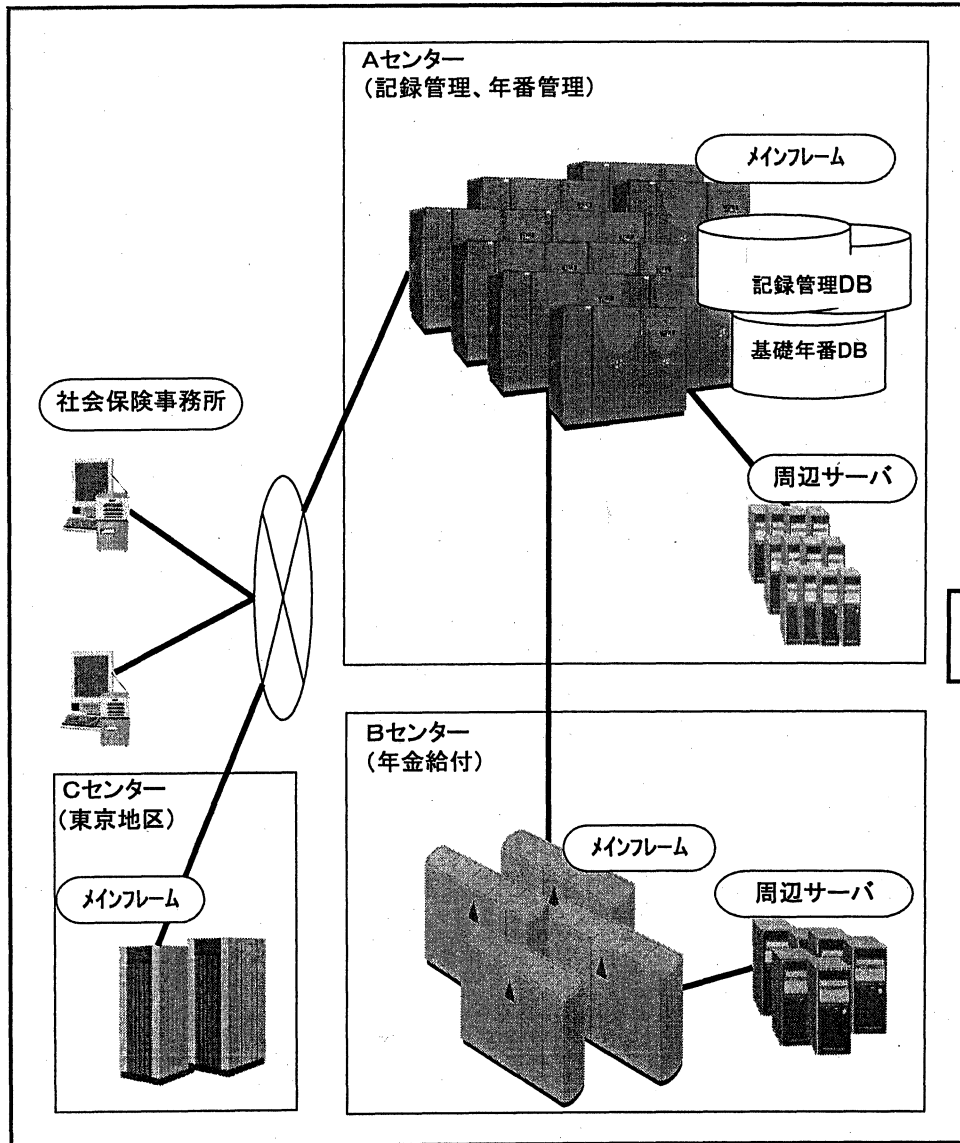 Aセンター
(記録管理、年番管理)
メインフレーム
記録管理DB
基礎年番DB
社会保険事務所
周辺サーバ
Bセンター
(年金給付)
Cセンター
(東京地区)
メインフレーム
メインフレーム
周辺サーバ